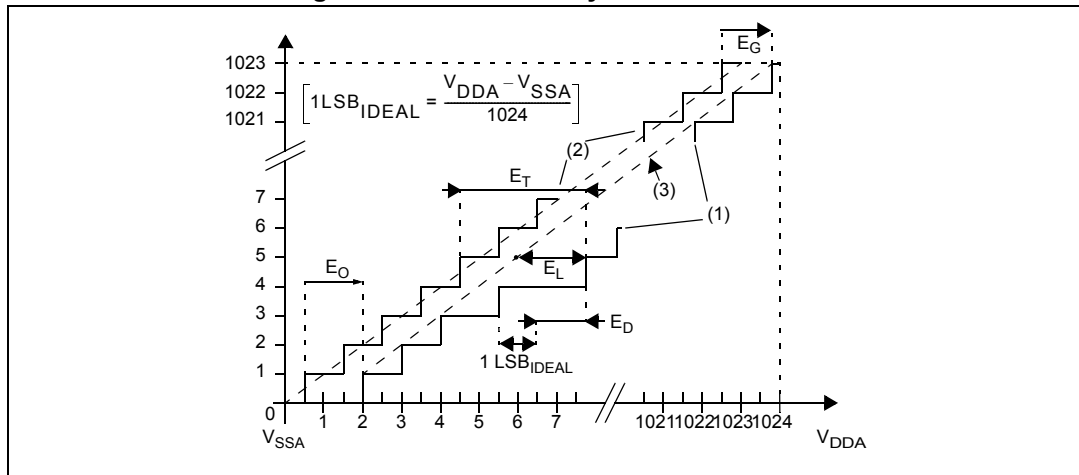 E_G
1023
1022
1021
[1LSB_IDEAL = (V_DDA − V_SSA) / 1024]
(2)
(3)
(1)
E_T
7
6
5
4
3
2
1
0
E_O
E_L
E_D
1 LSB_IDEAL
1 2 3 4 5 6 7 1021 1022 1023 1024
V_SSA
V_DDA